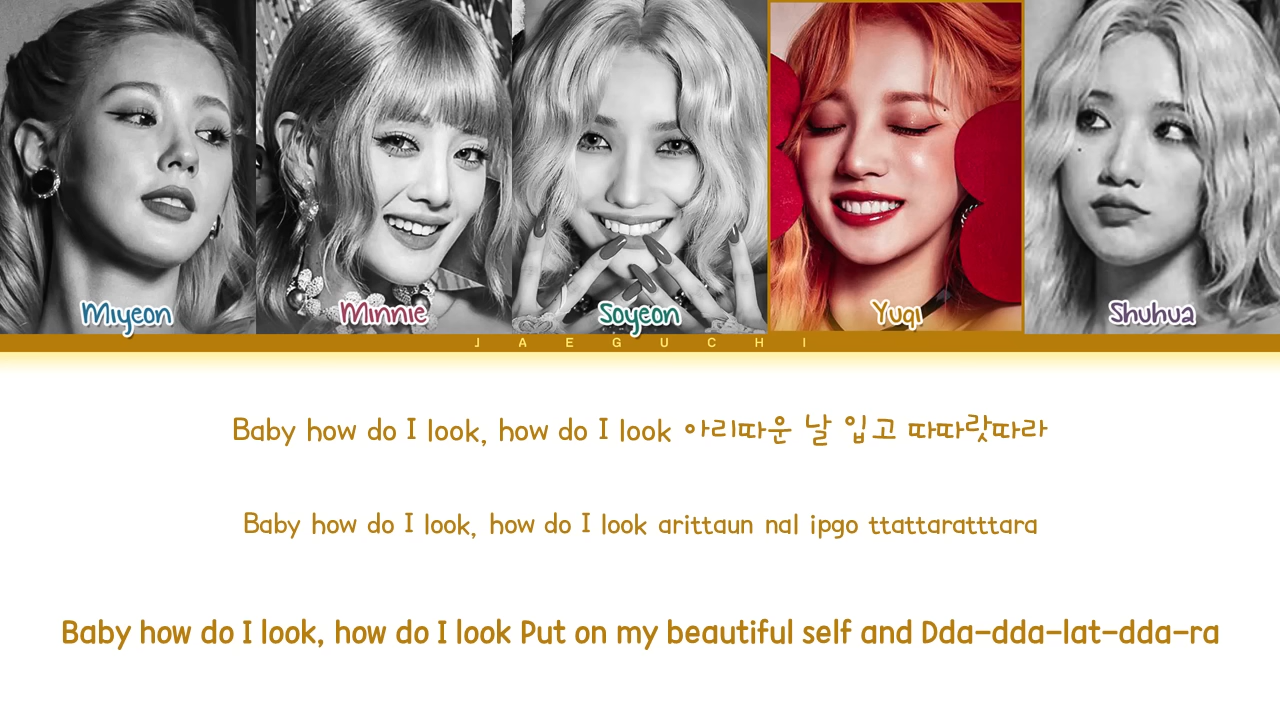 Miyeon Minnie Soyeon Yuqi Shuhua
JAEGUCHI
Baby how do I look, how do I look 아리따운 날 입고 따따랏따라
Baby how do I look, how do I look arittaun nal ipgo ttattaratttara
Baby how do I look, how do I look Put on my beautiful self and Dda-dda-lat-dda-ra